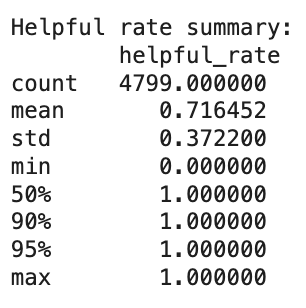 Helpful rate summary:
helpful_rate
count 4799.000000
mean 0.716452
std 0.372200
min 0.000000
50% 1.000000
90% 1.000000
95% 1.000000
max 1.000000